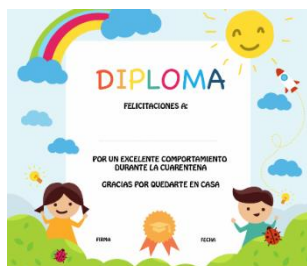 DIPLOMA
FELICITACIONES A:
POR UN EXCELENTE COMPORTAMIENTO
DURANTE LA CUARENTENA
GRACIAS POR QUEDARTE EN CASA
FIRMA
FECHA